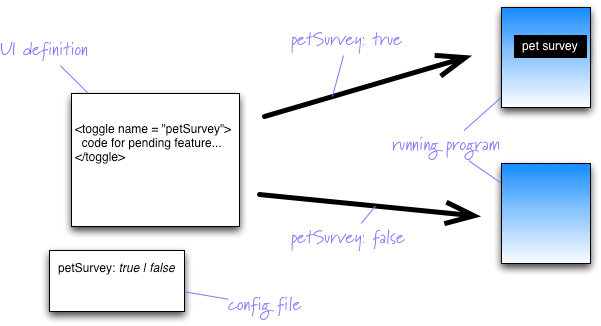 petSurvey: true
pet survey
UI definition
<toggle name = "petSurvey">
code for pending feature...
</toggle>
running program
petSurvey: false
petSurvey: true | false
config file